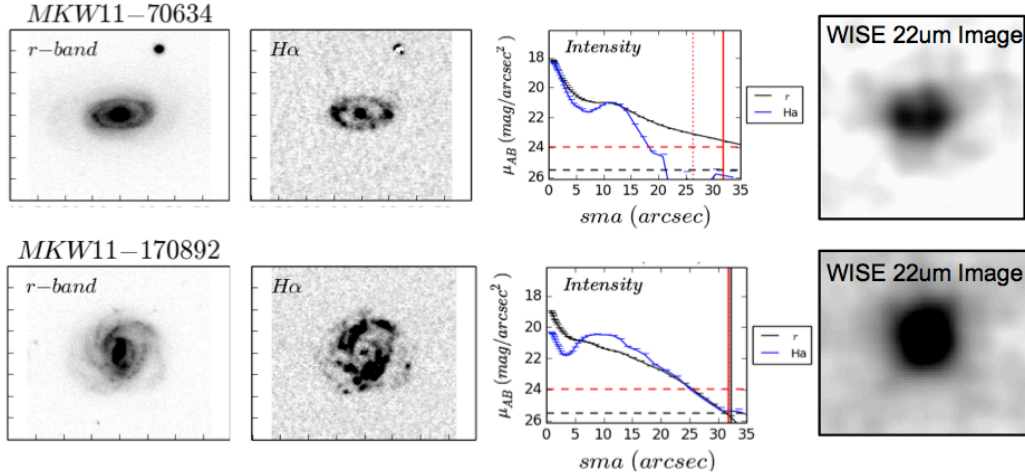 MKW11−70634
r−band
Hα
Intensity
μAB (mag/arcsec²)
18
20
22
24
26
0 5 10 15 20 25 30 35
sma (arcsec)
r
Ha
WISE 22um Image
MKW11−170892
r−band
Hα
Intensity
μAB (mag/arcsec²)
18
20
22
24
26
0 5 10 15 20 25 30 35
sma (arcsec)
r
Ha
WISE 22um Image